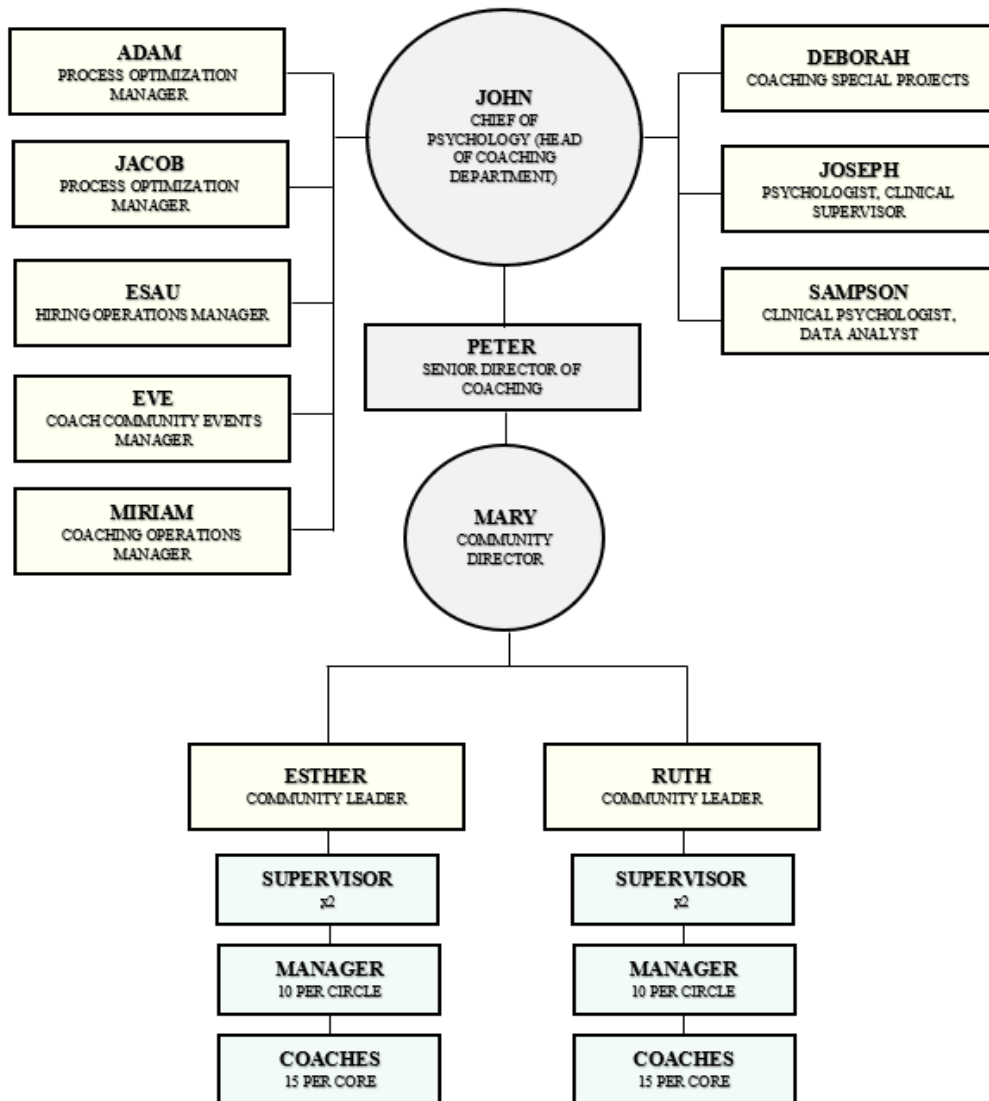 ADAM
PROCESS OPTIMIZATION
MANAGER
JACOB
PROCESS OPTIMIZATION
MANAGER
ESAU
HIRING OPERATIONS MANAGER
EVE
COACH COMMUNITY EVENTS
MANAGER
MIRIAM
COACHING OPERATIONS
MANAGER
JOHN
CHIEF OF
PSYCHOLOGY (HEAD
OF COACHING
DEPARTMENT)
DEBORAH
COACHING SPECIAL PROJECTS
JOSEPH
PSYCHOLOGIST, CLINICAL
SUPERVISOR
SAMPSON
CLINICAL PSYCHOLOGIST,
DATA ANALYST
PETER
SENIOR DIRECTOR OF
COACHING
MARY
COMMUNITY
DIRECTOR
ESTHER
COMMUNITY LEADER
SUPERVISOR
x2
MANAGER
10 PER CIRCLE
COACHES
15 PER CORE
RUTH
COMMUNITY LEADER
SUPERVISOR
x2
MANAGER
10 PER CIRCLE
COACHES
15 PER CORE